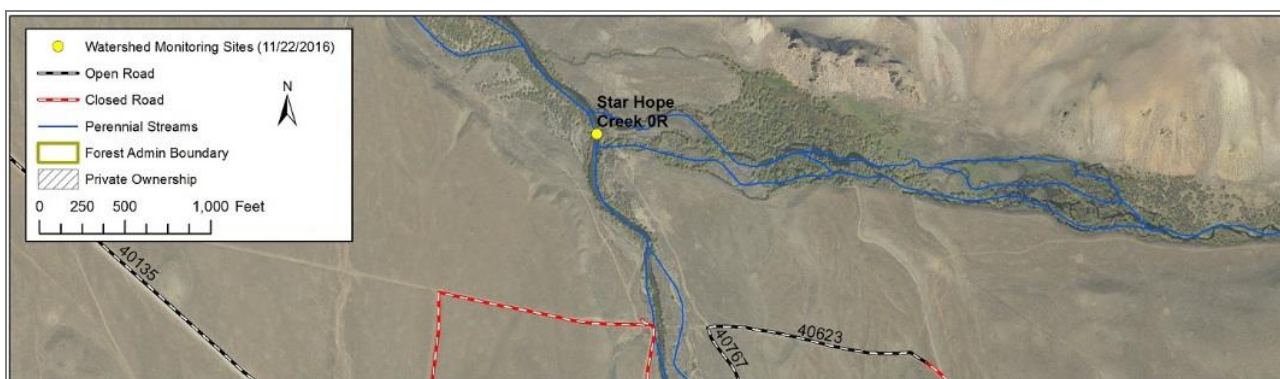 Watershed Monitoring Sites (11/22/2016)
Open Road
Closed Road
Perennial Streams
Forest Admin Boundary
Private Ownership
N
0 250 500 1,000 Feet
Star Hope
Creek 0R
40135
40623
40767